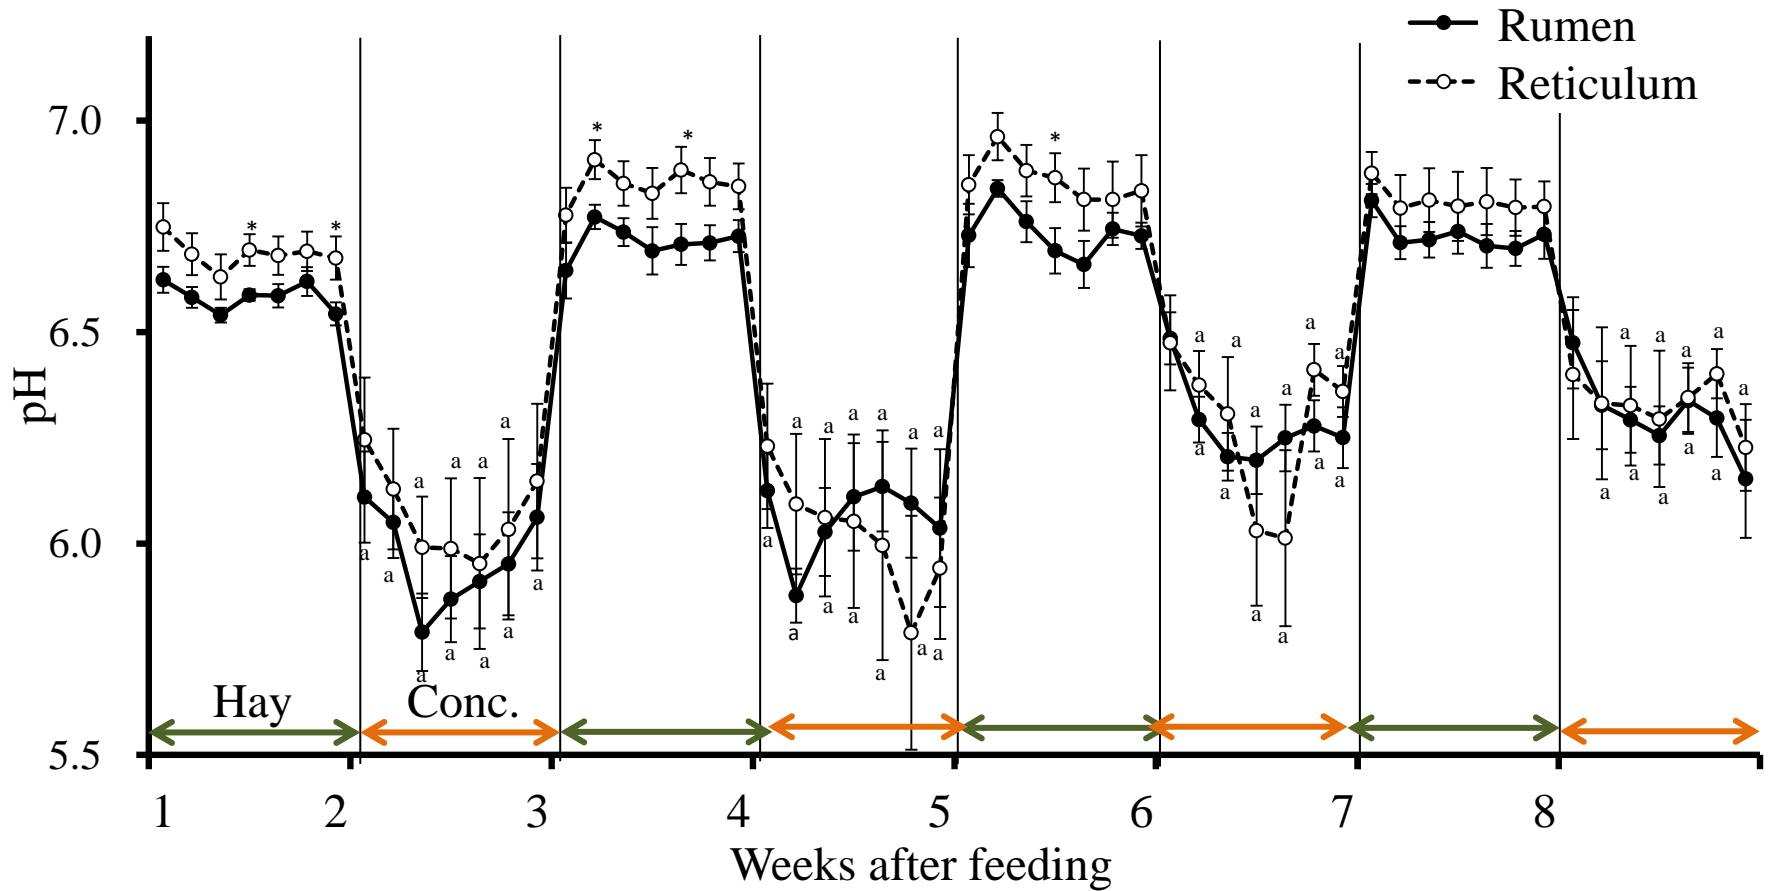 Rumen
Reticulum
7.0
6.5
6.0
5.5
pH
* * * * *
a a a a a a a a a a a a a a a a
a a a a a a a a a a a a a a a a
a a a a a a a a a a a a a a a a
Hay Conc.
1 2 3 4 5 6 7 8
Weeks after feeding